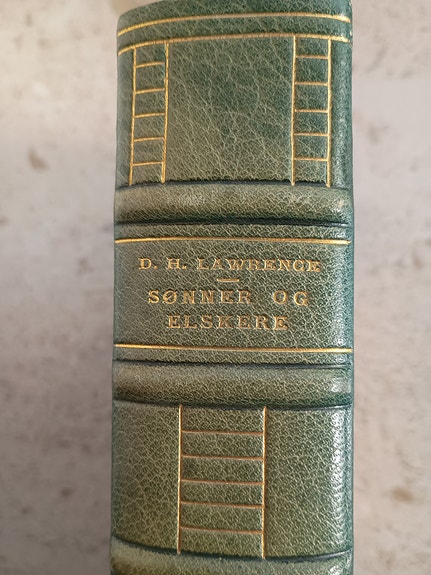 D. H. LAWRENCE
SØNNER OG
ELSKERE